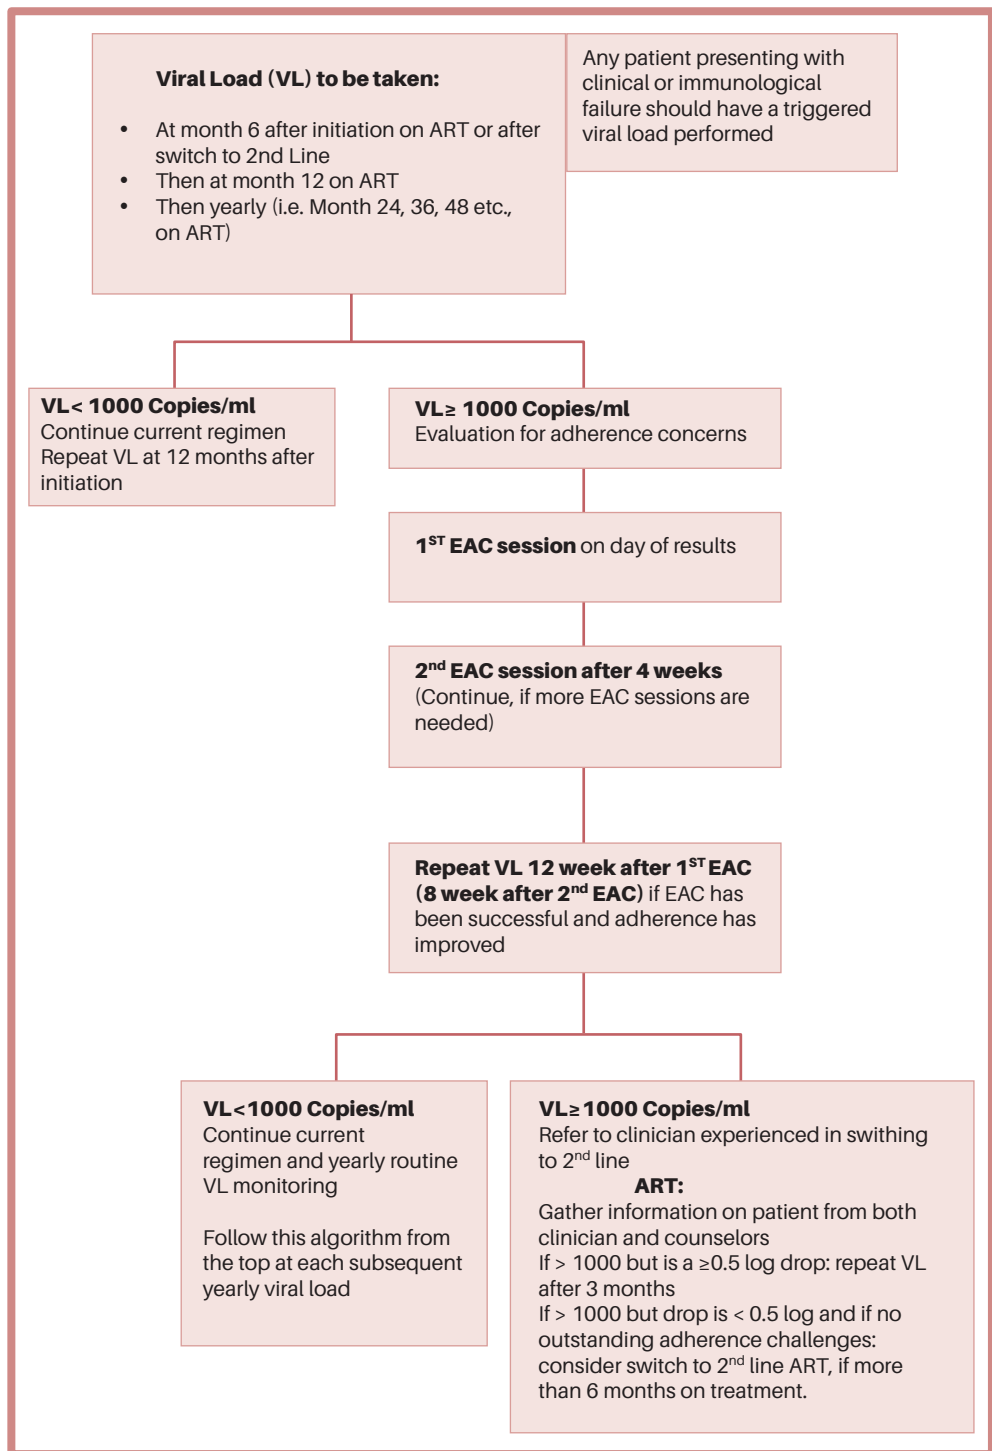 Viral Load (VL) to be taken:
• At month 6 after initiation on ART or after
switch to 2nd Line
• Then at month 12 on ART
• Then yearly (i.e. Month 24, 36, 48 etc.,
on ART)
Any patient presenting with
clinical or immunological
failure should have a triggered
viral load performed
VL< 1000 Copies/ml
Continue current regimen
Repeat VL at 12 months after
initiation
VL≥ 1000 Copies/ml
Evaluation for adherence concerns
1ST EAC session on day of results
2nd EAC session after 4 weeks
(Continue, if more EAC sessions are
needed)
Repeat VL 12 week after 1ST EAC
(8 week after 2nd EAC) if EAC has
been successful and adherence has
improved
VL<1000 Copies/ml
Continue current
regimen and yearly routine
VL monitoring
Follow this algorithm from
the top at each subsequent
yearly viral load
VL≥1000 Copies/ml
Refer to clinician experienced in swithing
to 2nd line
ART:
Gather information on patient from both
clinician and counselors
If > 1000 but is a ≥0.5 log drop: repeat VL
after 3 months
If > 1000 but drop is < 0.5 log and if no
outstanding adherence challenges:
consider switch to 2nd line ART, if more
than 6 months on treatment.